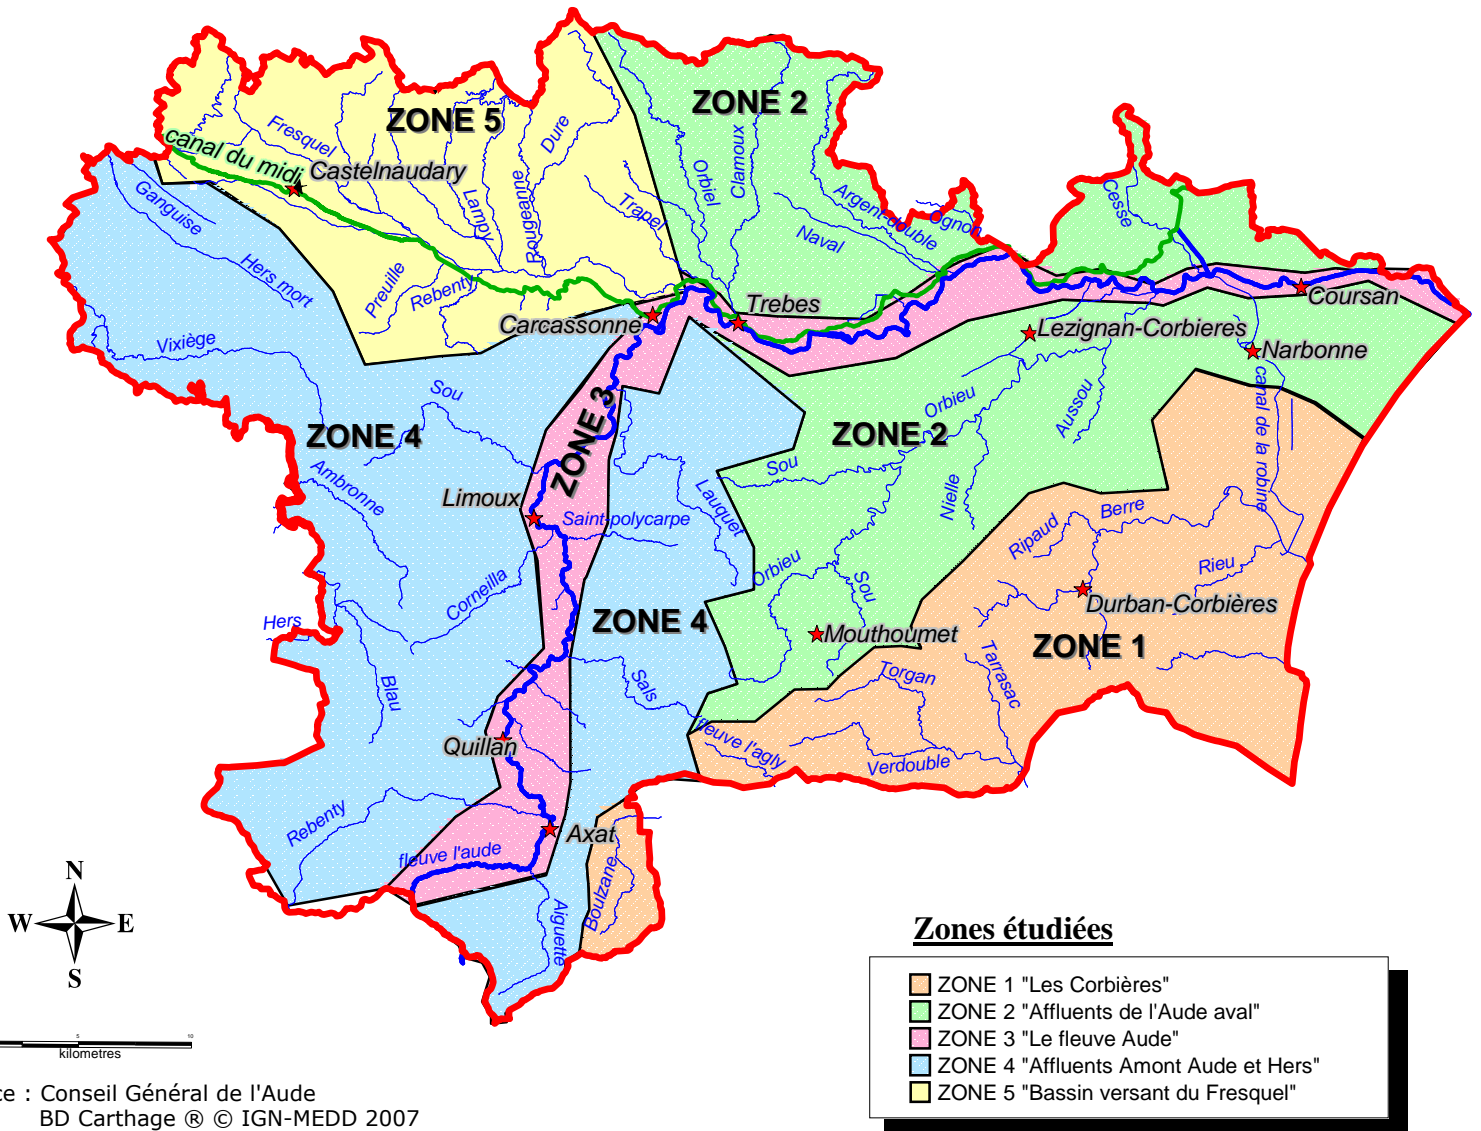 ZONE 2
ZONE 5
Fresquel
Dure
canal du midi
Castelnaudary
Orbiel
Clamoux
Cesse
Ganguise
Lampy
Rougeanne
Trapel
Argent-double
Ognon
Naval
Hers mort
Preuille
Rebenty
Trebes
Coursan
Carcassonne
Lezignan-Corbieres
Vixiège
Narbonne
Sou
Orbieu
Aussou
canal de la robine
ZONE 3
ZONE 4
ZONE 2
Ambronne
Sou
Limoux
Lauquet
Nielle
Saint-polycarpe
Berre
Ripaud
Orbieu
Sou
Rieu
Corneilla
Durban-Corbières
Hers
ZONE 4
Mouthoumet
ZONE 1
Blau
Sals
Torgan
Tarrasac
Quillan
fleuve l'agly
Verdouble
Rebenty
Axat
fleuve l'aude
Boulzane
Aiguette
N
W
E
S
Zones étudiées
ZONE 1 "Les Corbières"
ZONE 2 "Affluents de l'Aude aval"
ZONE 3 "Le fleuve Aude"
ZONE 4 "Affluents Amont Aude et Hers"
ZONE 5 "Bassin versant du Fresquel"
5
10
kilometres
ce : Conseil Général de l'Aude
BD Carthage ® © IGN-MEDD 2007